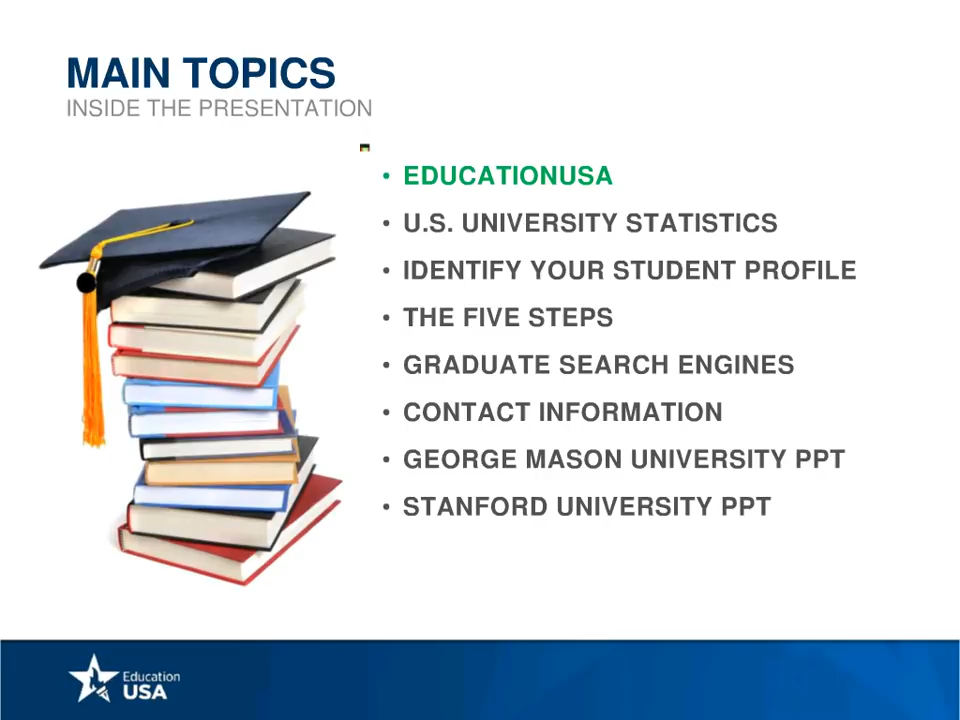 MAIN TOPICS
INSIDE THE PRESENTATION
• EDUCATIONUSA
• U.S. UNIVERSITY STATISTICS
• IDENTIFY YOUR STUDENT PROFILE
• THE FIVE STEPS
• GRADUATE SEARCH ENGINES
• CONTACT INFORMATION
• GEORGE MASON UNIVERSITY PPT
• STANFORD UNIVERSITY PPT
Education
USA